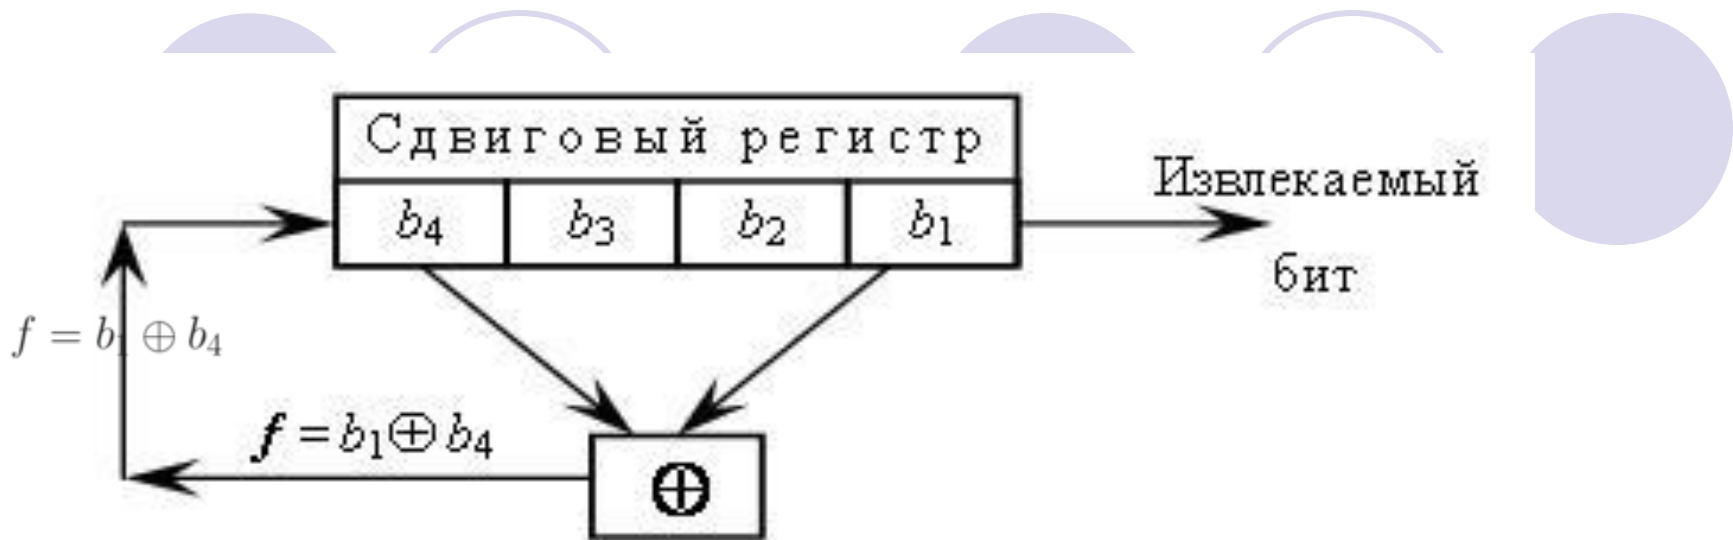 Сдвиговый регистр
b₄ b₃ b₂ b₁
Извлекаемый
бит
f = b₁ ⊕ b₄
f = b₁ ⊕ b₄
⊕